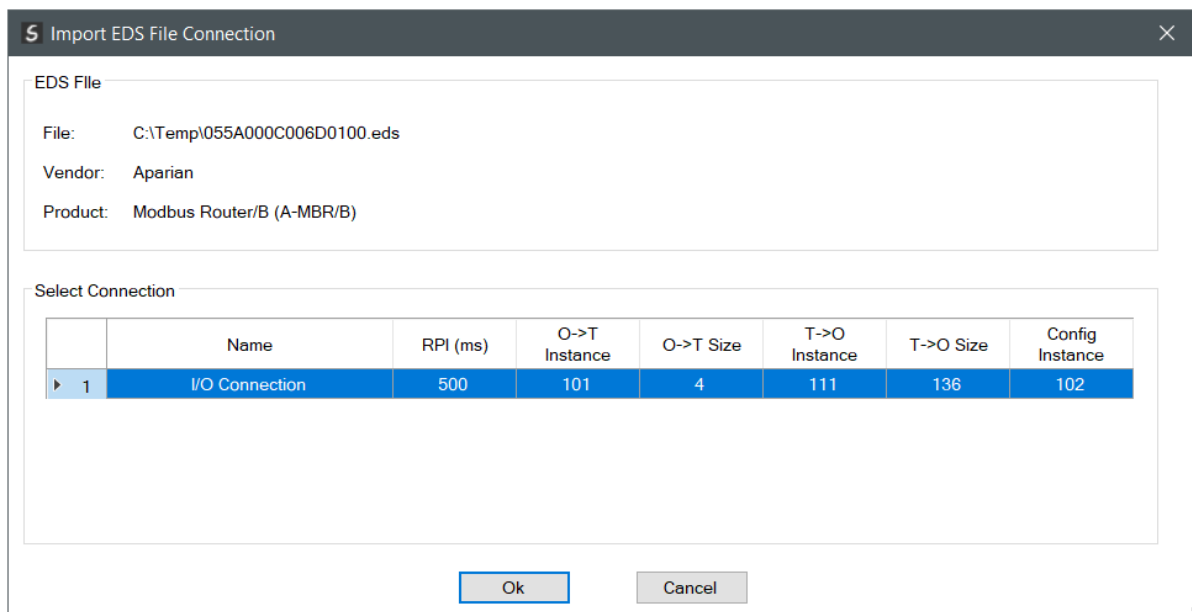 S Import EDS File Connection
EDS FIle
File: C:\Temp\055A000C006D0100.eds
Vendor: Aparian
Product: Modbus Router/B (A-MBR/B)
Select Connection
Name RPI (ms) O->T Instance O->T Size T->O Instance T->O Size Config Instance
1 I/O Connection 500 101 4 111 136 102
Ok Cancel